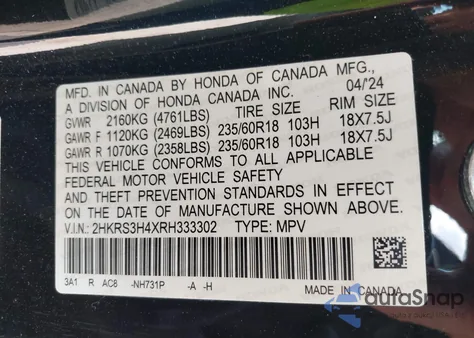 MFD. IN CANADA BY HONDA OF CANADA MFG.,
A DIVISION OF HONDA CANADA INC. 04/'24
GVWR 2160KG (4761LBS) TIRE SIZE RIM SIZE
GAWR F 1120KG (2469LBS) 235/60R18 103H 18X7.5J
GAWR R 1070KG (2358LBS) 235/60R18 103H 18X7.5J
THIS VEHICLE CONFORMS TO ALL APPLICABLE
FEDERAL MOTOR VEHICLE SAFETY
AND THEFT PREVENTION STANDARDS IN EFFECT
ON THE DATE OF MANUFACTURE SHOWN ABOVE.
V.I.N: 2HKRS3H4XRH333302 TYPE: MPV
3A1 R AC8 -NH731P -A -H MADE IN CANADA
autoSnap